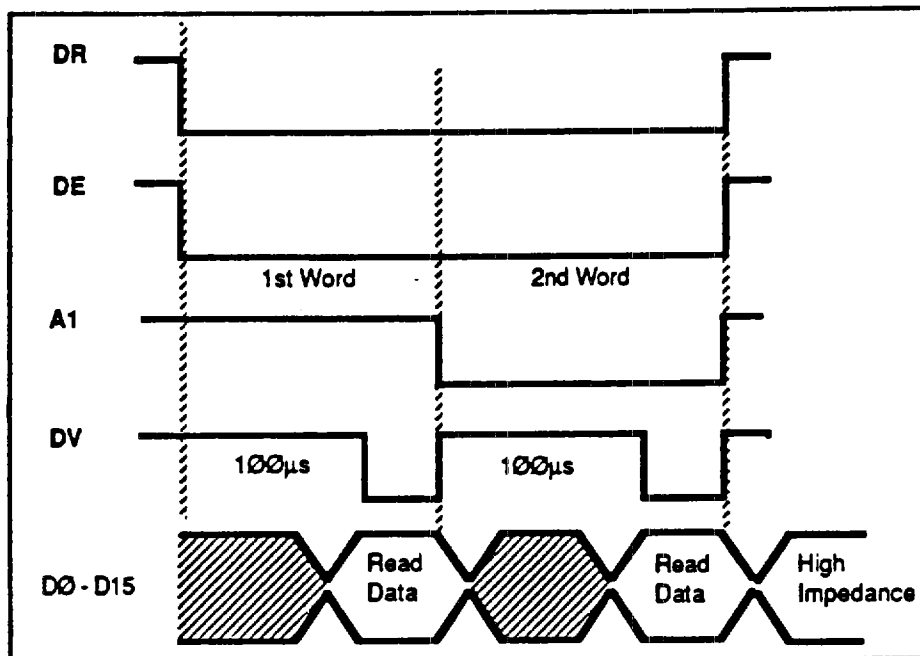 DR
DE
1st Word
2nd Word
A1
DV
1ØØµs
1ØØµs
DØ - D15
Read
Data
Read
Data
High
Impedance